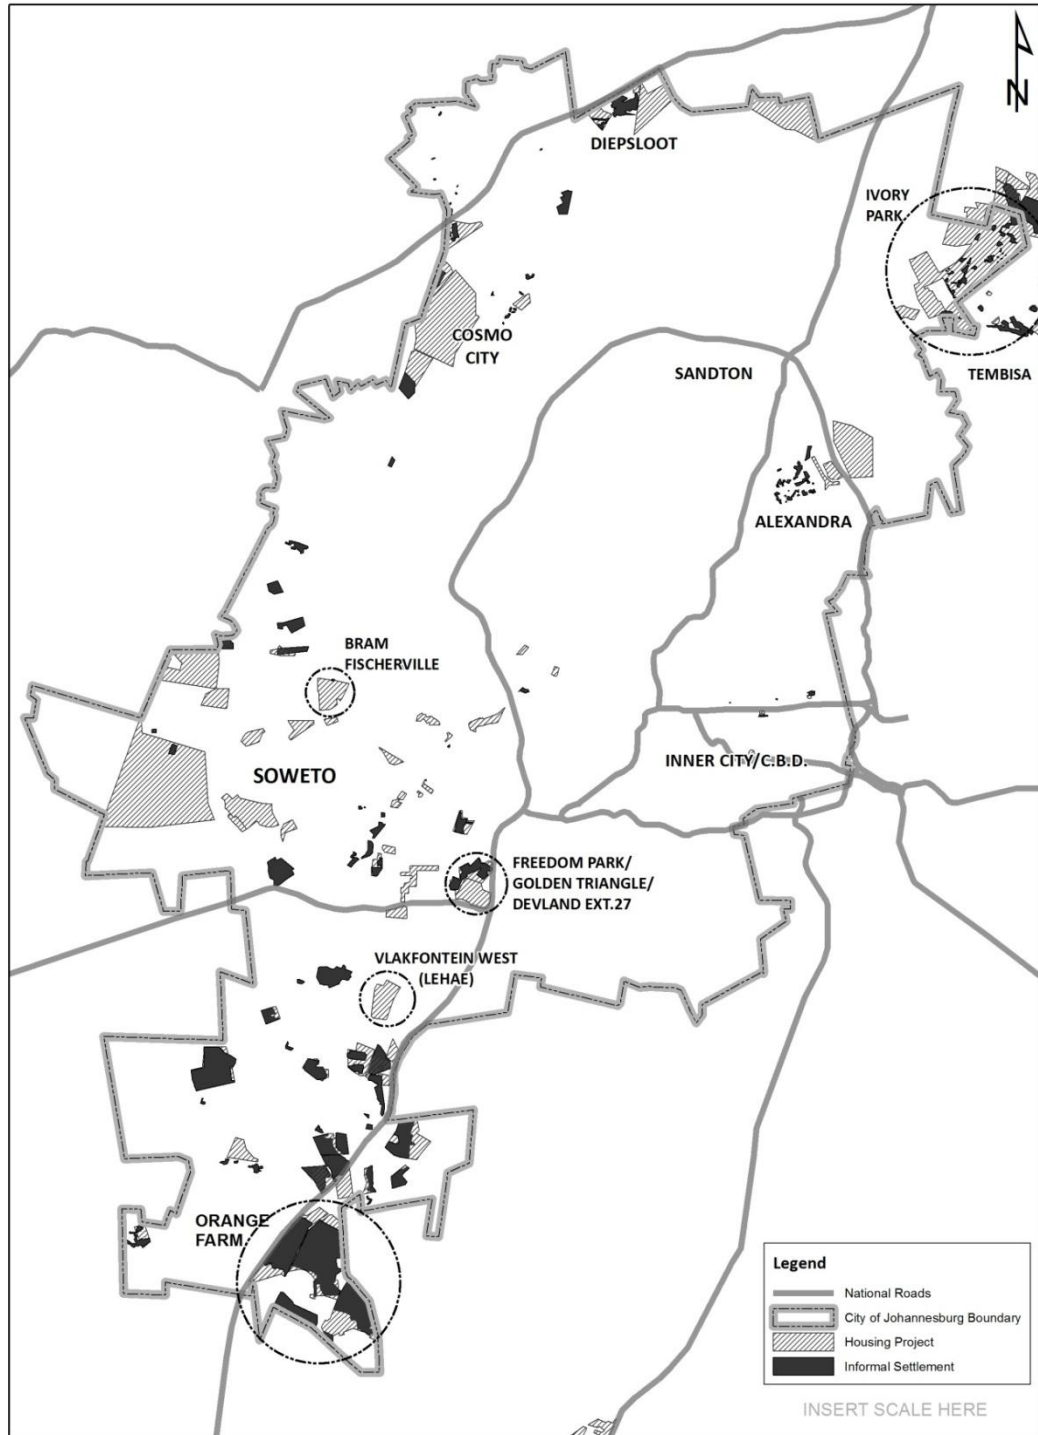 N
DIEPSLOOT
IVORY
PARK
COSMO
CITY
SANDTON
TEMBISA
ALEXANDRA
BRAM
FISCHERVILLE
SOWETO
INNER CITY/C.B.D.
FREEDOM PARK/
GOLDEN TRIANGLE/
DEVLAND EXT.27
VLAKFONTEIN WEST
(LEHAE)
ORANGE
FARM
Legend
National Roads
City of Johannesburg Boundary
Housing Project
Informal Settlement
INSERT SCALE HERE